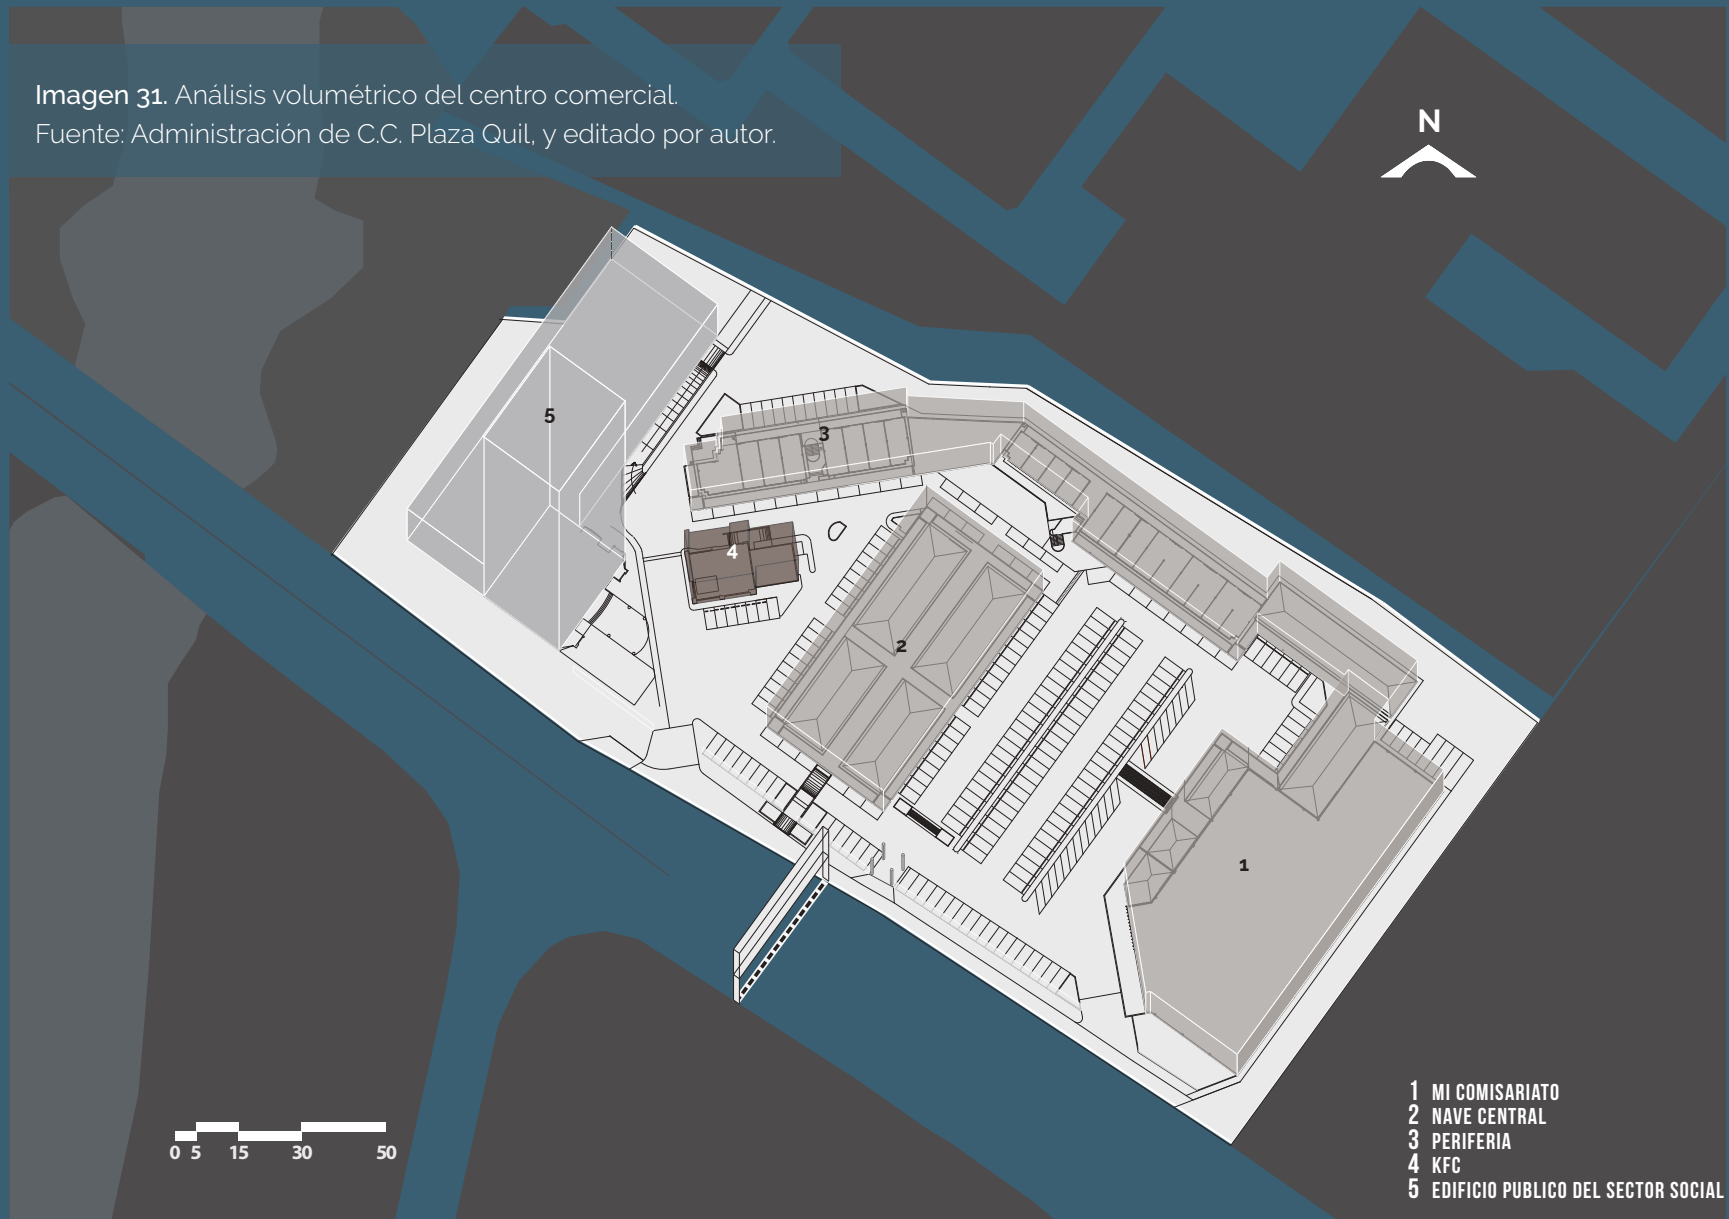 Imagen 31. Análisis volumétrico del centro comercial.
Fuente: Administración de C.C. Plaza Quil, y editado por autor.
N
5
3
4
2
1
0 5 15 30 50
1 MI COMISARIATO
2 NAVE CENTRAL
3 PERIFERIA
4 KFC
5 EDIFICIO PUBLICO DEL SECTOR SOCIAL